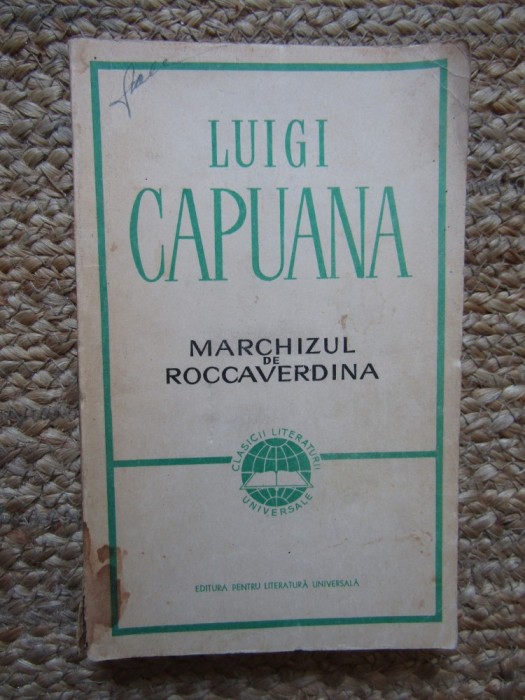 LUIGI
CAPUANA
MARCHIZUL
DE
ROCCAVERDINA
CLASICII LITERATURII
UNIVERSALE
EDITURA PENTRU LITERATURĂ UNIVERSALĂ